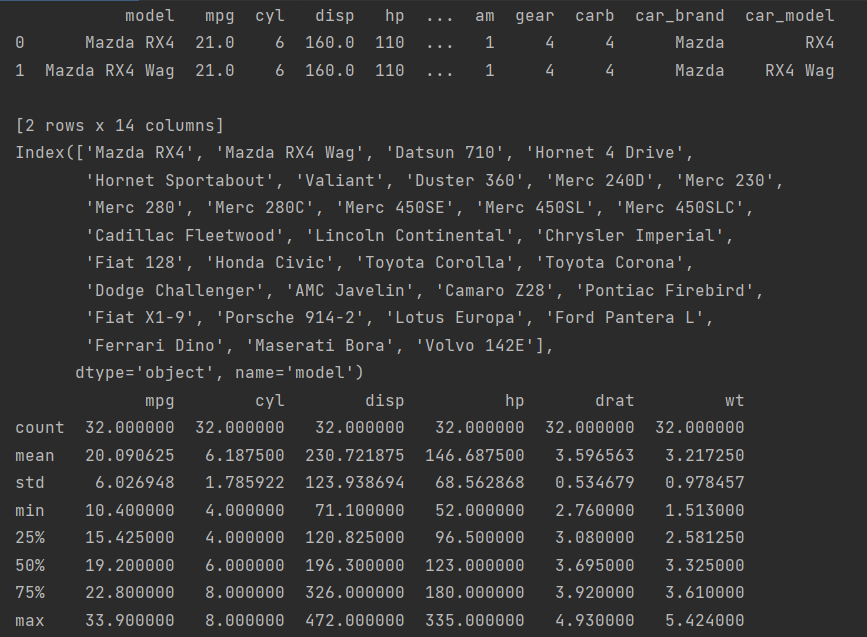 model   mpg  cyl   disp   hp  ...  am  gear  carb  car_brand  car_model
0       Mazda RX4  21.0    6  160.0  110  ...   1     4     4      Mazda        RX4
1   Mazda RX4 Wag  21.0    6  160.0  110  ...   1     4     4      Mazda    RX4 Wag
[2 rows x 14 columns]
Index(['Mazda RX4', 'Mazda RX4 Wag', 'Datsun 710', 'Hornet 4 Drive',
       'Hornet Sportabout', 'Valiant', 'Duster 360', 'Merc 240D', 'Merc 230',
       'Merc 280', 'Merc 280C', 'Merc 450SE', 'Merc 450SL', 'Merc 450SLC',
       'Cadillac Fleetwood', 'Lincoln Continental', 'Chrysler Imperial',
       'Fiat 128', 'Honda Civic', 'Toyota Corolla', 'Toyota Corona',
       'Dodge Challenger', 'AMC Javelin', 'Camaro Z28', 'Pontiac Firebird',
       'Fiat X1-9', 'Porsche 914-2', 'Lotus Europa', 'Ford Pantera L',
       'Ferrari Dino', 'Maserati Bora', 'Volvo 142E'],
      dtype='object', name='model')
             mpg        cyl        disp          hp       drat         wt
count  32.000000  32.000000   32.000000   32.000000  32.000000  32.000000
mean   20.090625   6.187500  230.721875  146.687500   3.596563   3.217250
std     6.026948   1.785922  123.938694   68.562868   0.534679   0.978457
min    10.400000   4.000000   71.100000   52.000000   2.760000   1.513000
25%    15.425000   4.000000  120.825000   96.500000   3.080000   2.581250
50%    19.200000   6.000000  196.300000  123.000000   3.695000   3.325000
75%    22.800000   8.000000  326.000000  180.000000   3.920000   3.610000
max    33.900000   8.000000  472.000000  335.000000   4.930000   5.424000